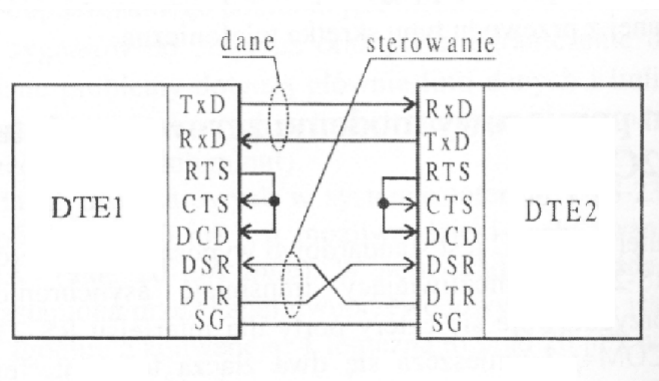 dane sterowanie
TxD RxD
RxD TxD
RTS RTS
DTE1 CTS CTS DTE2
DCD DCD
DSR DSR
DTR DTR
SG SG